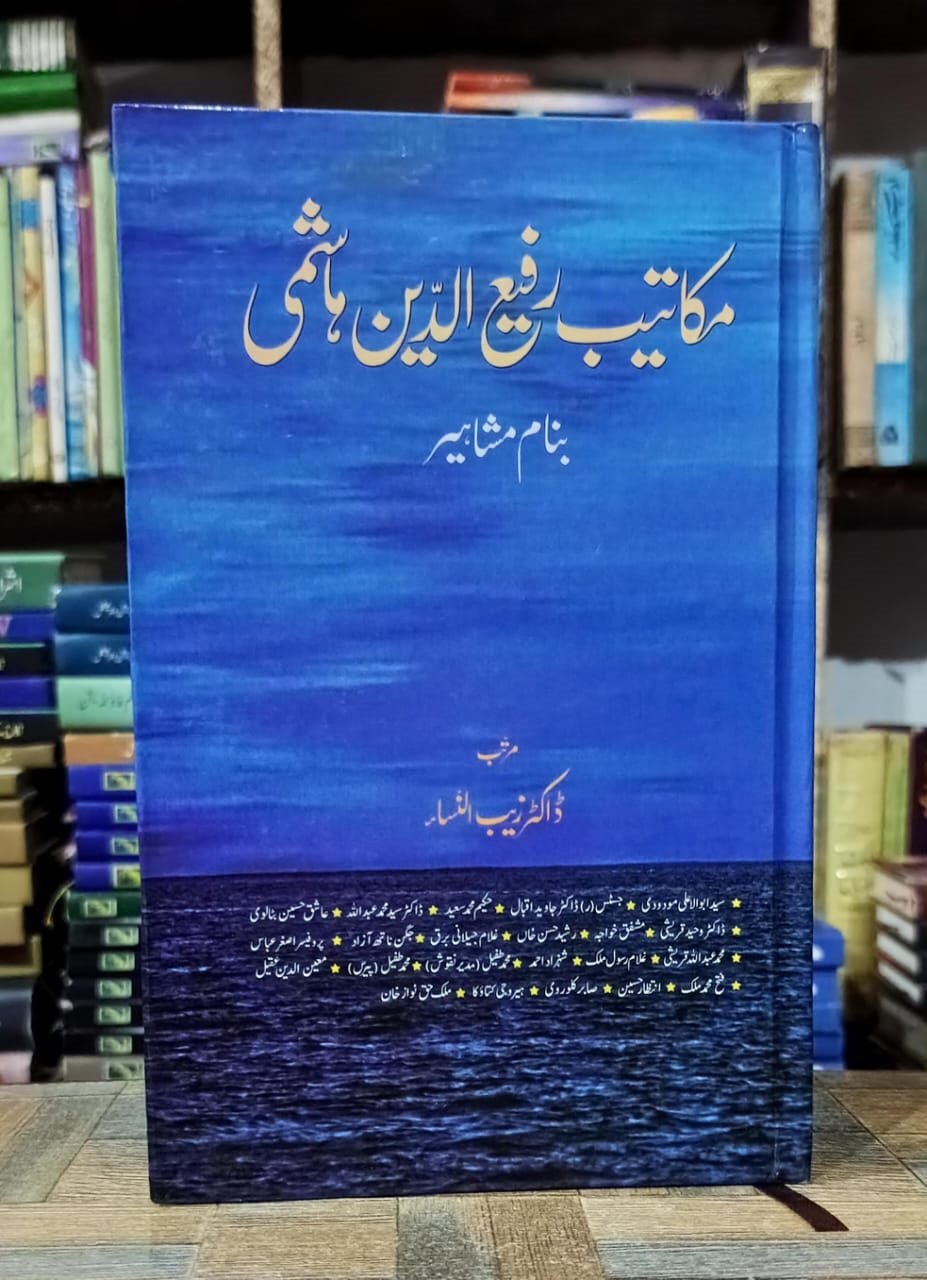 مکاتیب رفیع الدّین ہاشمی
بنام مشاہیر
مرتب
ڈاکٹر زیب النساء
★ سید ابوالاعلیٰ مودودی ★ جسٹس (ر) ڈاکٹر جاوید اقبال ★ حکیم محمد سعید ★ ڈاکٹر سید محمد عبداللہ ★ عاشق حسین بٹالوی
★ ڈاکٹر وحید قریشی ★ مشفق خواجہ ★ رشید حسن خاں ★ غلام جیلانی برق ★ جگن ناتھ آزاد ★ پروفیسر اصغر عباس
★ محمد عبداللہ قریشی ★ غلام رسول ملک ★ شہزاد احمد ★ محمد طفیل (مدیر نقوش) ★ محمد طفیل (پیرس) ★ معین الدین عقیل
★ فتح محمد ملک ★ انتظار حسین ★ صابر کلوروی ★ ہیروجی کتاؤکا ★ ملک حق نواز خان